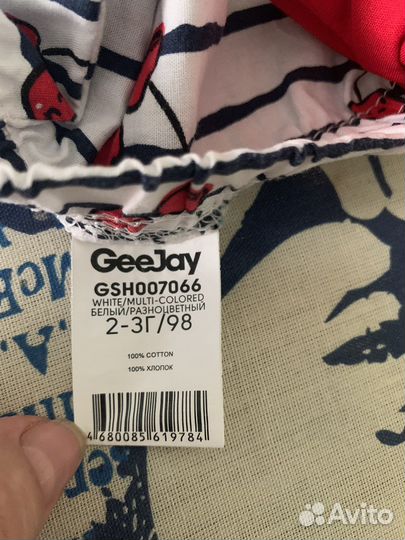 GeeJay
GSH007066
WHITE/MULTI-COLORED
БЕЛЫЙ/РАЗНОЦВЕТНЫЙ
2-3Г/98
100% COTTON
100% ХЛОПОК
4680085619784
Avito